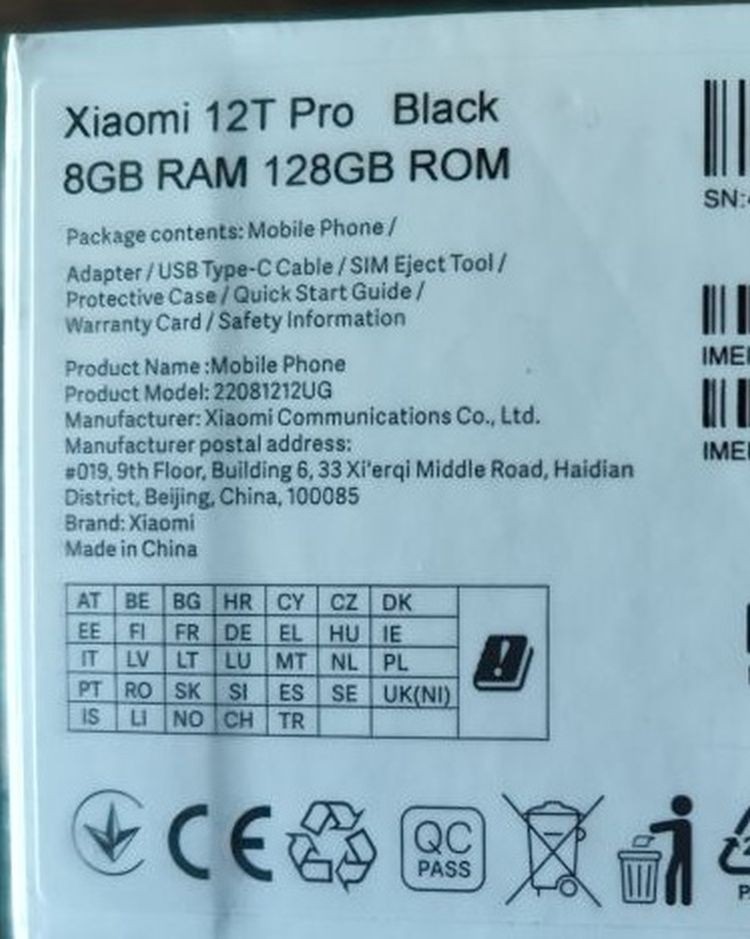 Xiaomi 12T Pro Black
8GB RAM 128GB ROM
Package contents: Mobile Phone /
Adapter / USB Type-C Cable / SIM Eject Tool /
Protective Case / Quick Start Guide /
Warranty Card / Safety Information
Product Name :Mobile Phone
Product Model: 22081212UG
Manufacturer: Xiaomi Communications Co., Ltd.
Manufacturer postal address:
#019, 9th Floor, Building 6, 33 Xi'erqi Middle Road, Haidian
District, Beijing, China, 100085
Brand: Xiaomi
Made in China
AT BE BG HR CY CZ DK
EE FI FR DE EL HU IE
IT LV LT LU MT NL PL
PT RO SK SI ES SE UK(NI)
IS LI NO CH TR
CE
QC
PASS
SN:
IMEI
IMEI